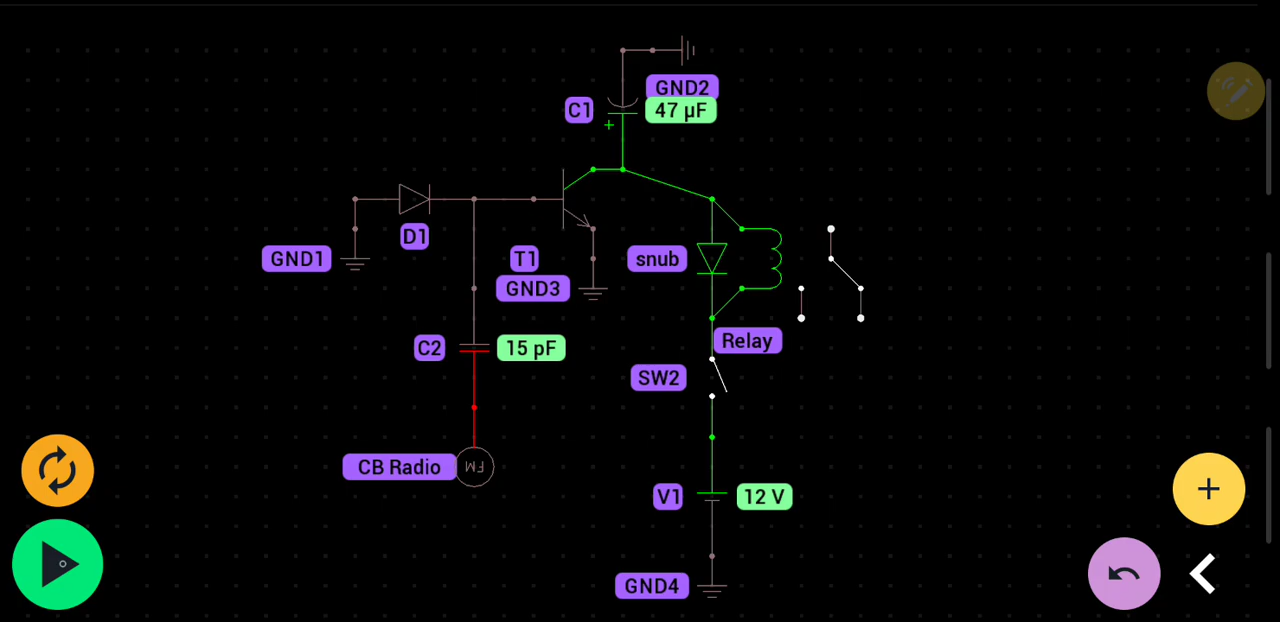 GND2
C1
47 µF
+
D1
GND1
T1
snub
GND3
Relay
C2
15 pF
SW2
CB Radio
FM
V1
12 V
GND4